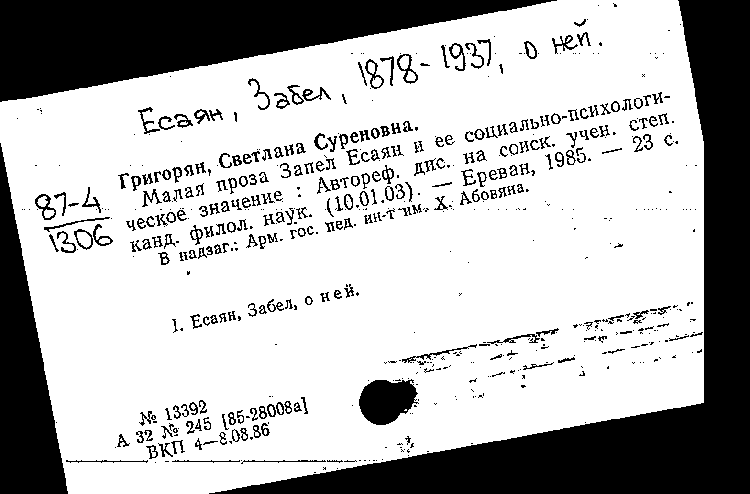 Есаян, Забел, 1878-1937, о ней.
87-4
1306
Григорян, Светлана Суреновна.
Малая проза Запел Есаян и ее социально-психологи-
ческое значение : Автореф. дис. на соиск. учен. степ.
канд. филол. наук. (10.01.03). — Ереван, 1985. — 23 с.
В надзаг.: Арм. гос. пед. ин-т им. Х. Абовяна.
1. Есаян, Забел, о ней.
№ 13392
А 32 № 245 [85-28008а]
ВКП 4—8.08.86